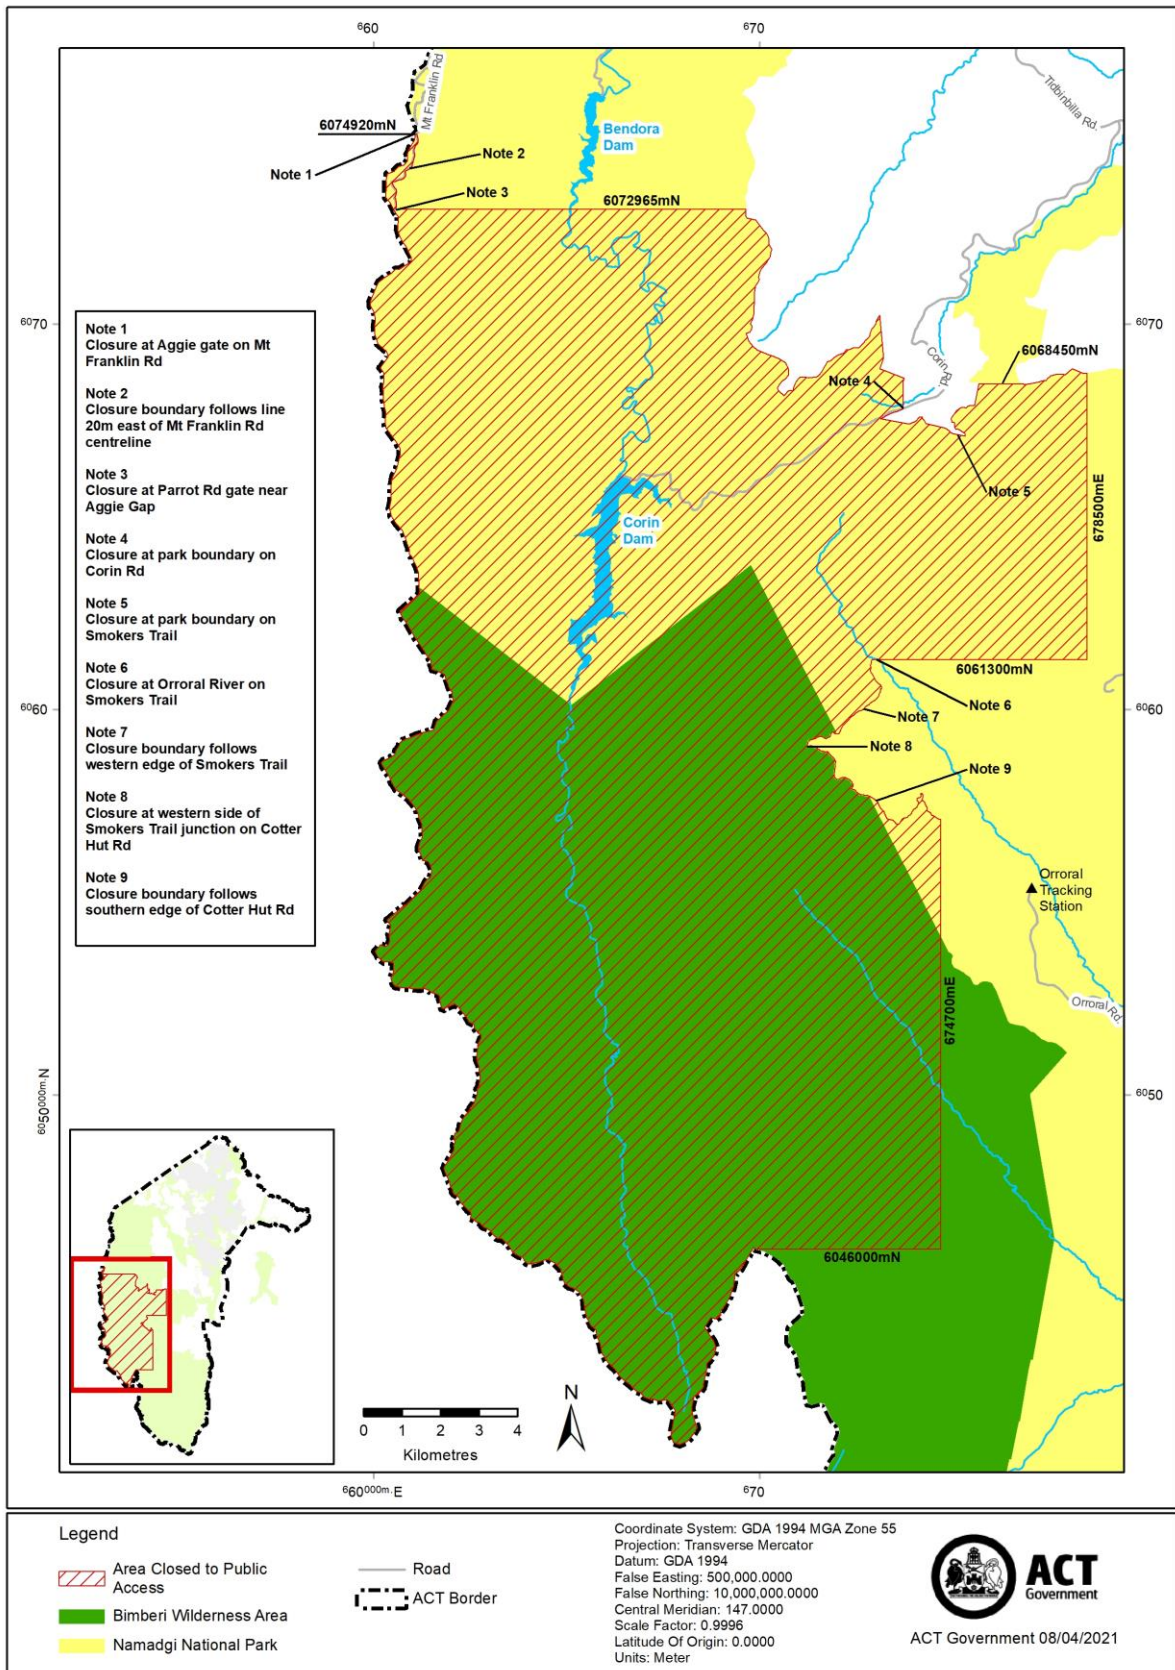 660
670
6074920mN
Mt Franklin Rd
Tidbinbilla Rd.
Bendora
Dam
Note 1
Note 2
Note 3
6072965mN
6070
6070
Corin Rd.
6068450mN
Note 4
Note 5
678500mE
Note 1
Closure at Aggie gate on Mt
Franklin Rd
Note 2
Closure boundary follows line
20m east of Mt Franklin Rd
centreline
Note 3
Closure at Parrot Rd gate near
Aggie Gap
Note 4
Closure at park boundary on
Corin Rd
Note 5
Closure at park boundary on
Smokers Trail
Note 6
Closure at Orroral River on
Smokers Trail
Note 7
Closure boundary follows
western edge of Smokers Trail
Note 8
Closure at western side of
Smokers Trail junction on Cotter
Hut Rd
Note 9
Closure boundary follows
southern edge of Cotter Hut Rd
Corin
Dam
6061300mN
Note 6
6060
6060
Note 7
Note 8
Note 9
Orroral
Tracking
Station
Orroral Rd.
674700mE
6050000m.N
6050
6046000mN
N
0 1 2 3 4
Kilometres
660000m.E
670
Legend
Area Closed to Public
Access
Bimberi Wilderness Area
Namadgi National Park
Road
ACT Border
Coordinate System: GDA 1994 MGA Zone 55
Projection: Transverse Mercator
Datum: GDA 1994
False Easting: 500,000.0000
False Northing: 10,000,000.0000
Central Meridian: 147.0000
Scale Factor: 0.9996
Latitude Of Origin: 0.0000
Units: Meter
ACT
Government
ACT Government 08/04/2021